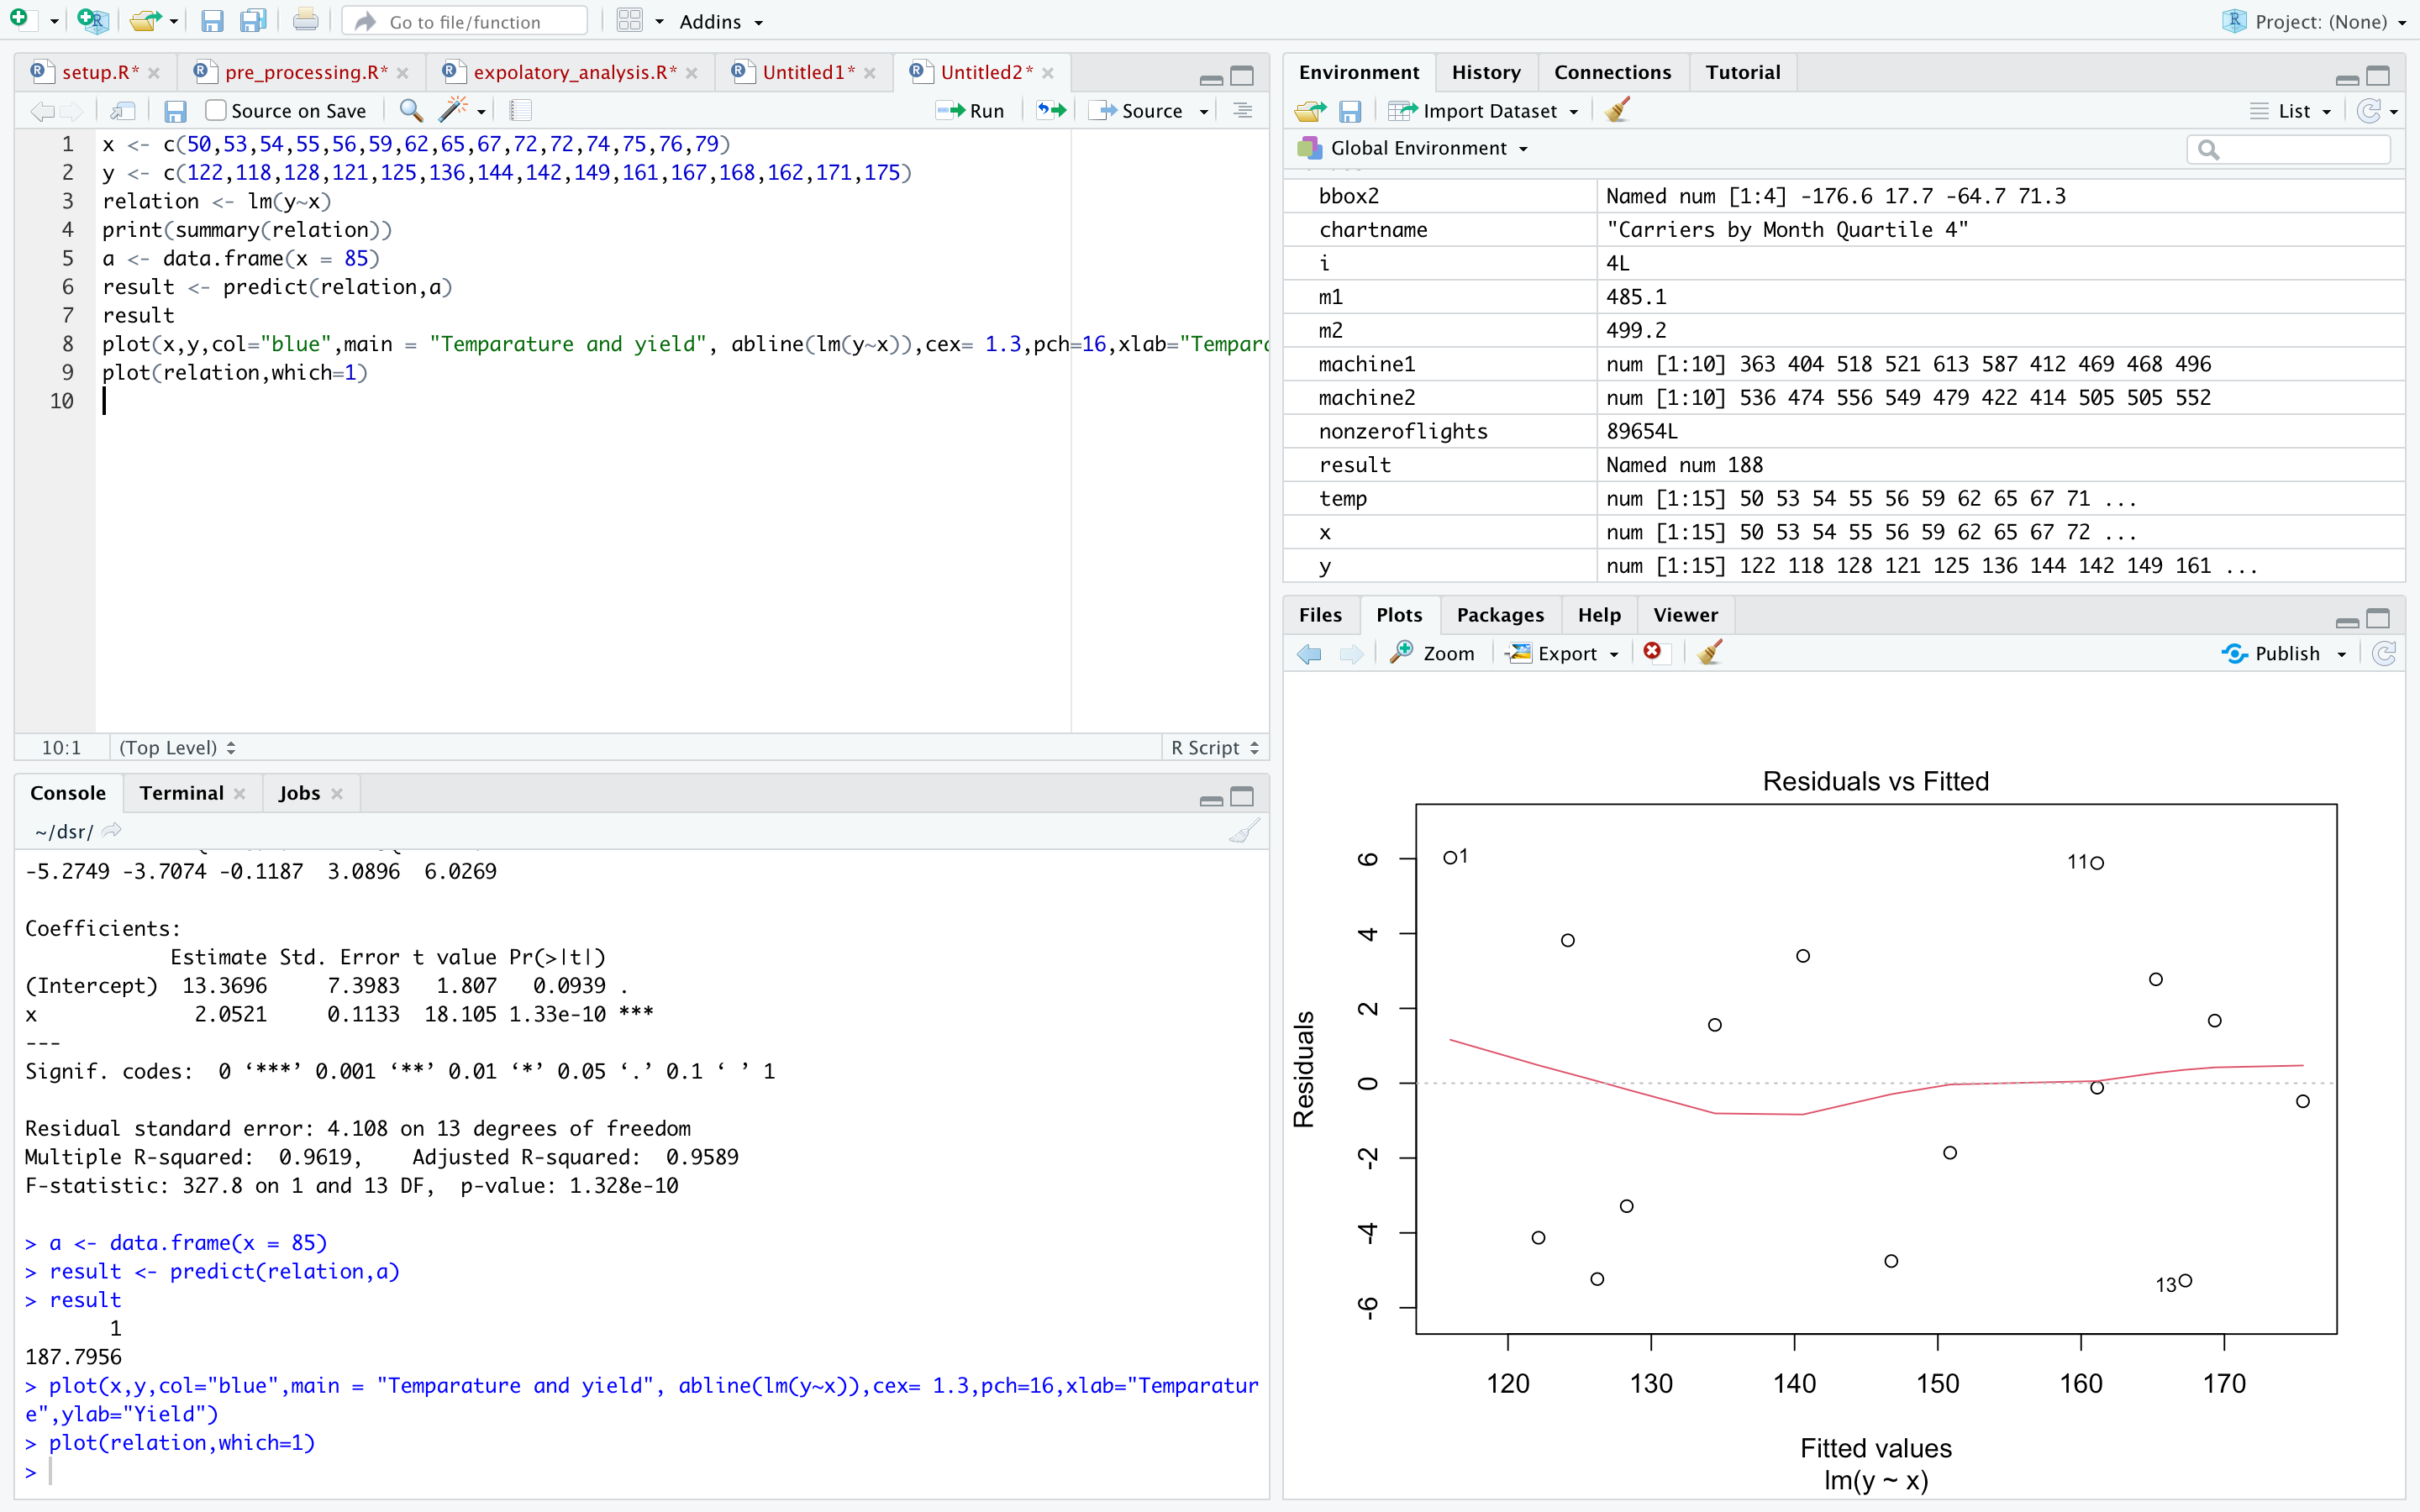 Go to file/function
Addins
Project: (None)
setup.R*
pre_processing.R*
expolatory_analysis.R*
Untitled1*
Untitled2*
Source on Save
Run
Source
1 x <- c(50,53,54,55,56,59,62,65,67,72,72,74,75,76,79)
2 y <- c(122,118,128,121,125,136,144,142,149,161,167,168,162,171,175)
3 relation <- lm(y~x)
4 print(summary(relation))
5 a <- data.frame(x = 85)
6 result <- predict(relation,a)
7 result
8 plot(x,y,col="blue",main = "Temparature and yield", abline(lm(y~x)),cex= 1.3,pch=16,xlab="Tempar
9 plot(relation,which=1)
10
10:1 (Top Level) R Script
Console Terminal Jobs
~/dsr/
-5.2749 -3.7074 -0.1187 3.0896 6.0269
Coefficients:
Estimate Std. Error t value Pr(>|t|)
(Intercept) 13.3696 7.3983 1.807 0.0939 .
x 2.0521 0.1133 18.105 1.33e-10 ***
---
Signif. codes: 0 ‘***’ 0.001 ‘**’ 0.01 ‘*’ 0.05 ‘.’ 0.1 ‘ ’ 1
Residual standard error: 4.108 on 13 degrees of freedom
Multiple R-squared: 0.9619, Adjusted R-squared: 0.9589
F-statistic: 327.8 on 1 and 13 DF, p-value: 1.328e-10
> a <- data.frame(x = 85)
> result <- predict(relation,a)
> result
1
187.7956
> plot(x,y,col="blue",main = "Temparature and yield", abline(lm(y~x)),cex= 1.3,pch=16,xlab="Temparatur
e",ylab="Yield")
> plot(relation,which=1)
>
Environment History Connections Tutorial
Import Dataset
List
Global Environment
bbox2 Named num [1:4] -176.6 17.7 -64.7 71.3
chartname "Carriers by Month Quartile 4"
i 4L
m1 485.1
m2 499.2
machine1 num [1:10] 363 404 518 521 613 587 412 469 468 496
machine2 num [1:10] 536 474 556 549 479 422 414 505 505 552
nonzeroflights 89654L
result Named num 188
temp num [1:15] 50 53 54 55 56 59 62 65 67 71 ...
x num [1:15] 50 53 54 55 56 59 62 65 67 72 ...
y num [1:15] 122 118 128 121 125 136 144 142 149 161 ...
Files Plots Packages Help Viewer
Zoom Export Publish
Residuals vs Fitted
Residuals
6
4
2
0
-2
-4
-6
1
11
13
120 130 140 150 160 170
Fitted values
lm(y ~ x)